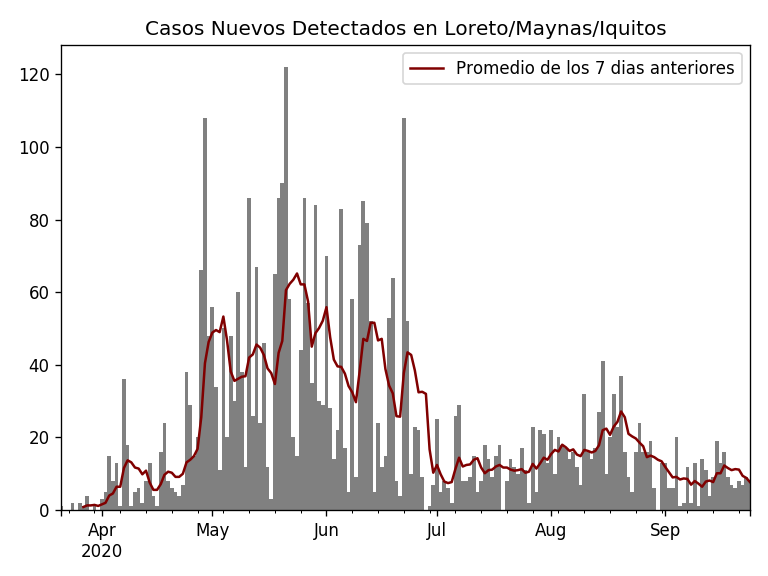 Casos Nuevos Detectados en Loreto/Maynas/Iquitos
Promedio de los 7 dias anteriores
120
100
80
60
40
20
0
Apr May Jun Jul Aug Sep
2020